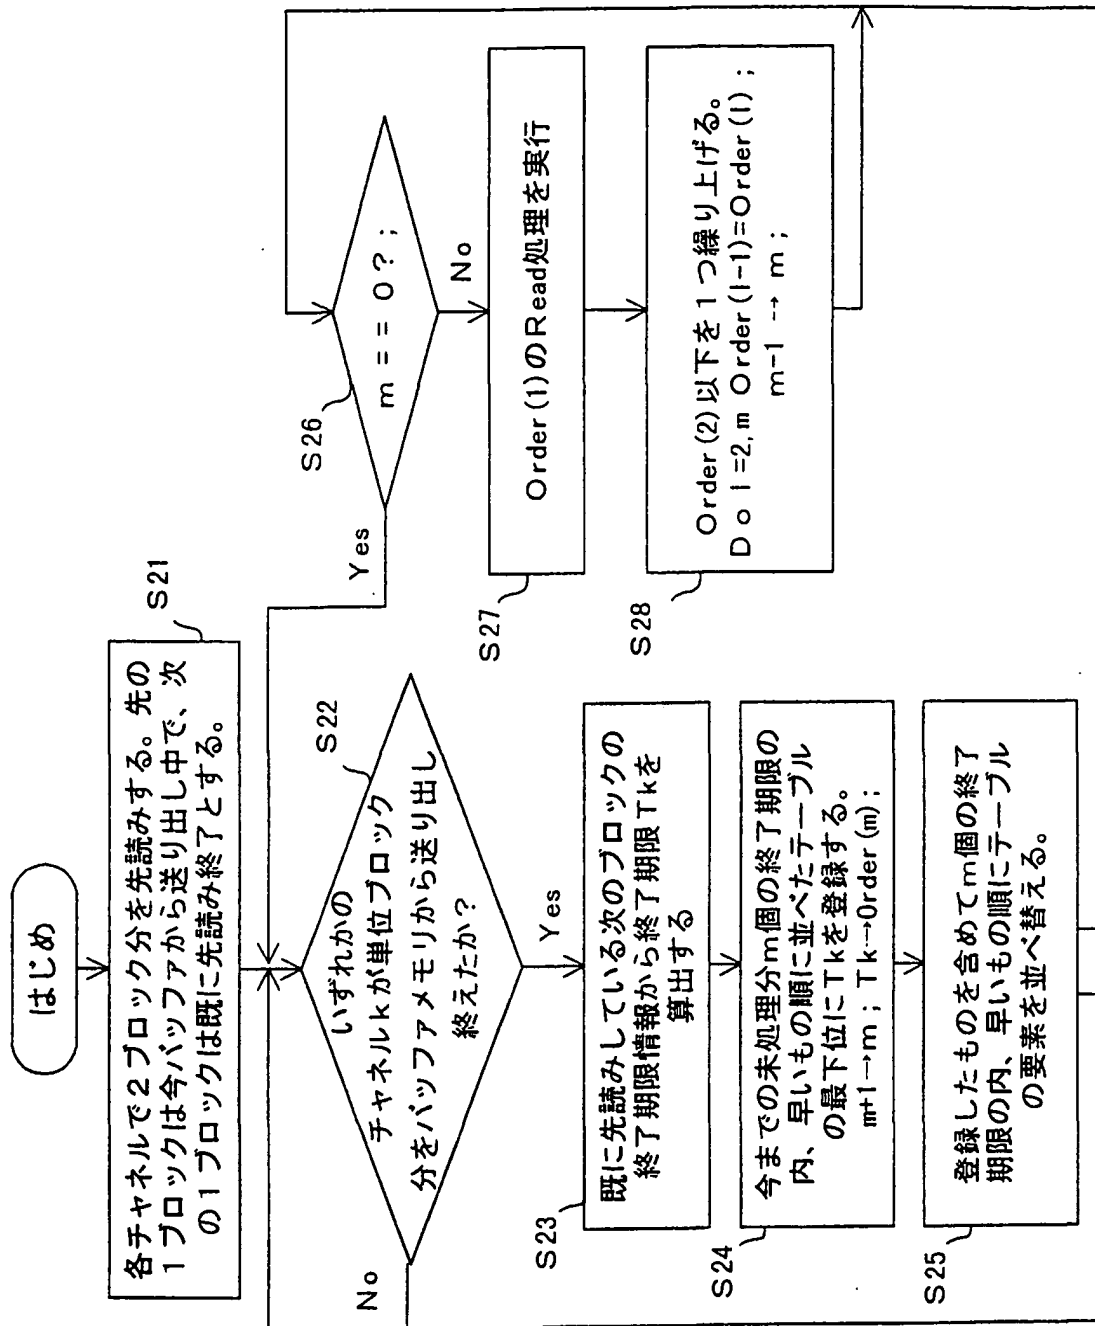 はじめ
各チャネルで2ブロック分を先読みする。先の
1ブロックは今バッファから送り出し中で、次
の1ブロックは既に先読み終了とする。
S21
いずれかの
チャネルkが単位ブロック
分をバッファメモリから送り出し
終えたか？
S22
No
Yes
既に先読みしている次のブロックの
終了期限情報から終了期限Tkを
算出する
S23
今までの未処理分m個の終了期限の
内、早いもの順に並べたテーブル
の最下位にTkを登録する。
m+1→m；Tk→Order(m)；
S24
登録したものを含めてm個の終了
期限の内、早いもの順にテーブル
の要素を並べ替える。
S25
m＝＝0？；
S26
Yes
No
Order(1)のRead処理を実行
S27
Order(2)以下を1つ繰り上げる。
Do l=2,m Order(l-1)=Order(l)；
m-1→m；
S28